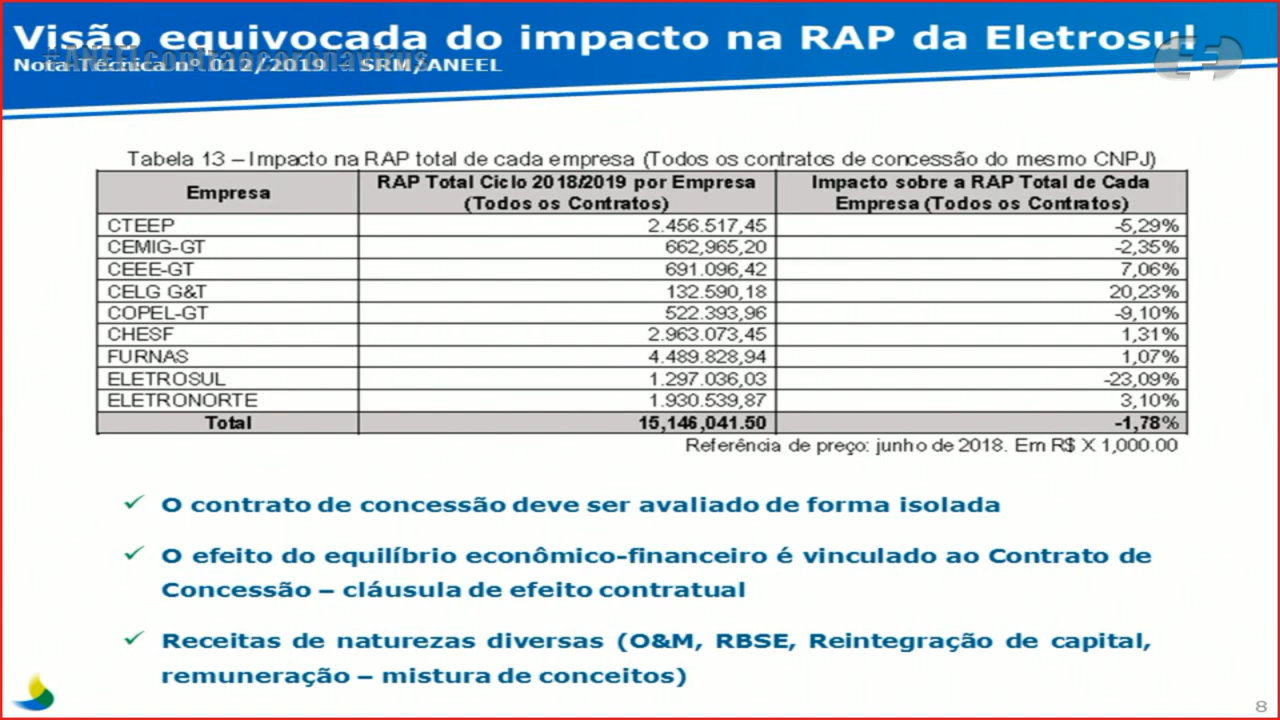 Visão equivocada do impacto na RAP da Eletrosul
#ANEELcontraocoronavírus
Nota Técnica nº 012/2019 – SRM/ANEEL
Tabela 13 – Impacto na RAP total de cada empresa (Todos os contratos de concessão do mesmo CNPJ)
Empresa RAP Total Ciclo 2018/2019 por Empresa (Todos os Contratos) Impacto sobre a RAP Total de Cada Empresa (Todos os Contratos)
CTEEP 2.456.517,45 -5,29%
CEMIG-GT 662,965,20 -2,35%
CEEE-GT 691.096,42 7,06%
CELG G&T 132.590,18 20,23%
COPEL-GT 522.393,96 -9,10%
CHESF 2.963.073,45 1,31%
FURNAS 4.489.828,94 1,07%
ELETROSUL 1.297.036,03 -23,09%
ELETRONORTE 1.930.539,87 3,10%
Total 15,146,041.50 -1,78%
Referência de preço: junho de 2018. Em R$ X 1,000.00
✓ O contrato de concessão deve ser avaliado de forma isolada
✓ O efeito do equilíbrio econômico-financeiro é vinculado ao Contrato de
Concessão – cláusula de efeito contratual
✓ Receitas de naturezas diversas (O&M, RBSE, Reintegração de capital,
remuneração – mistura de conceitos)
8